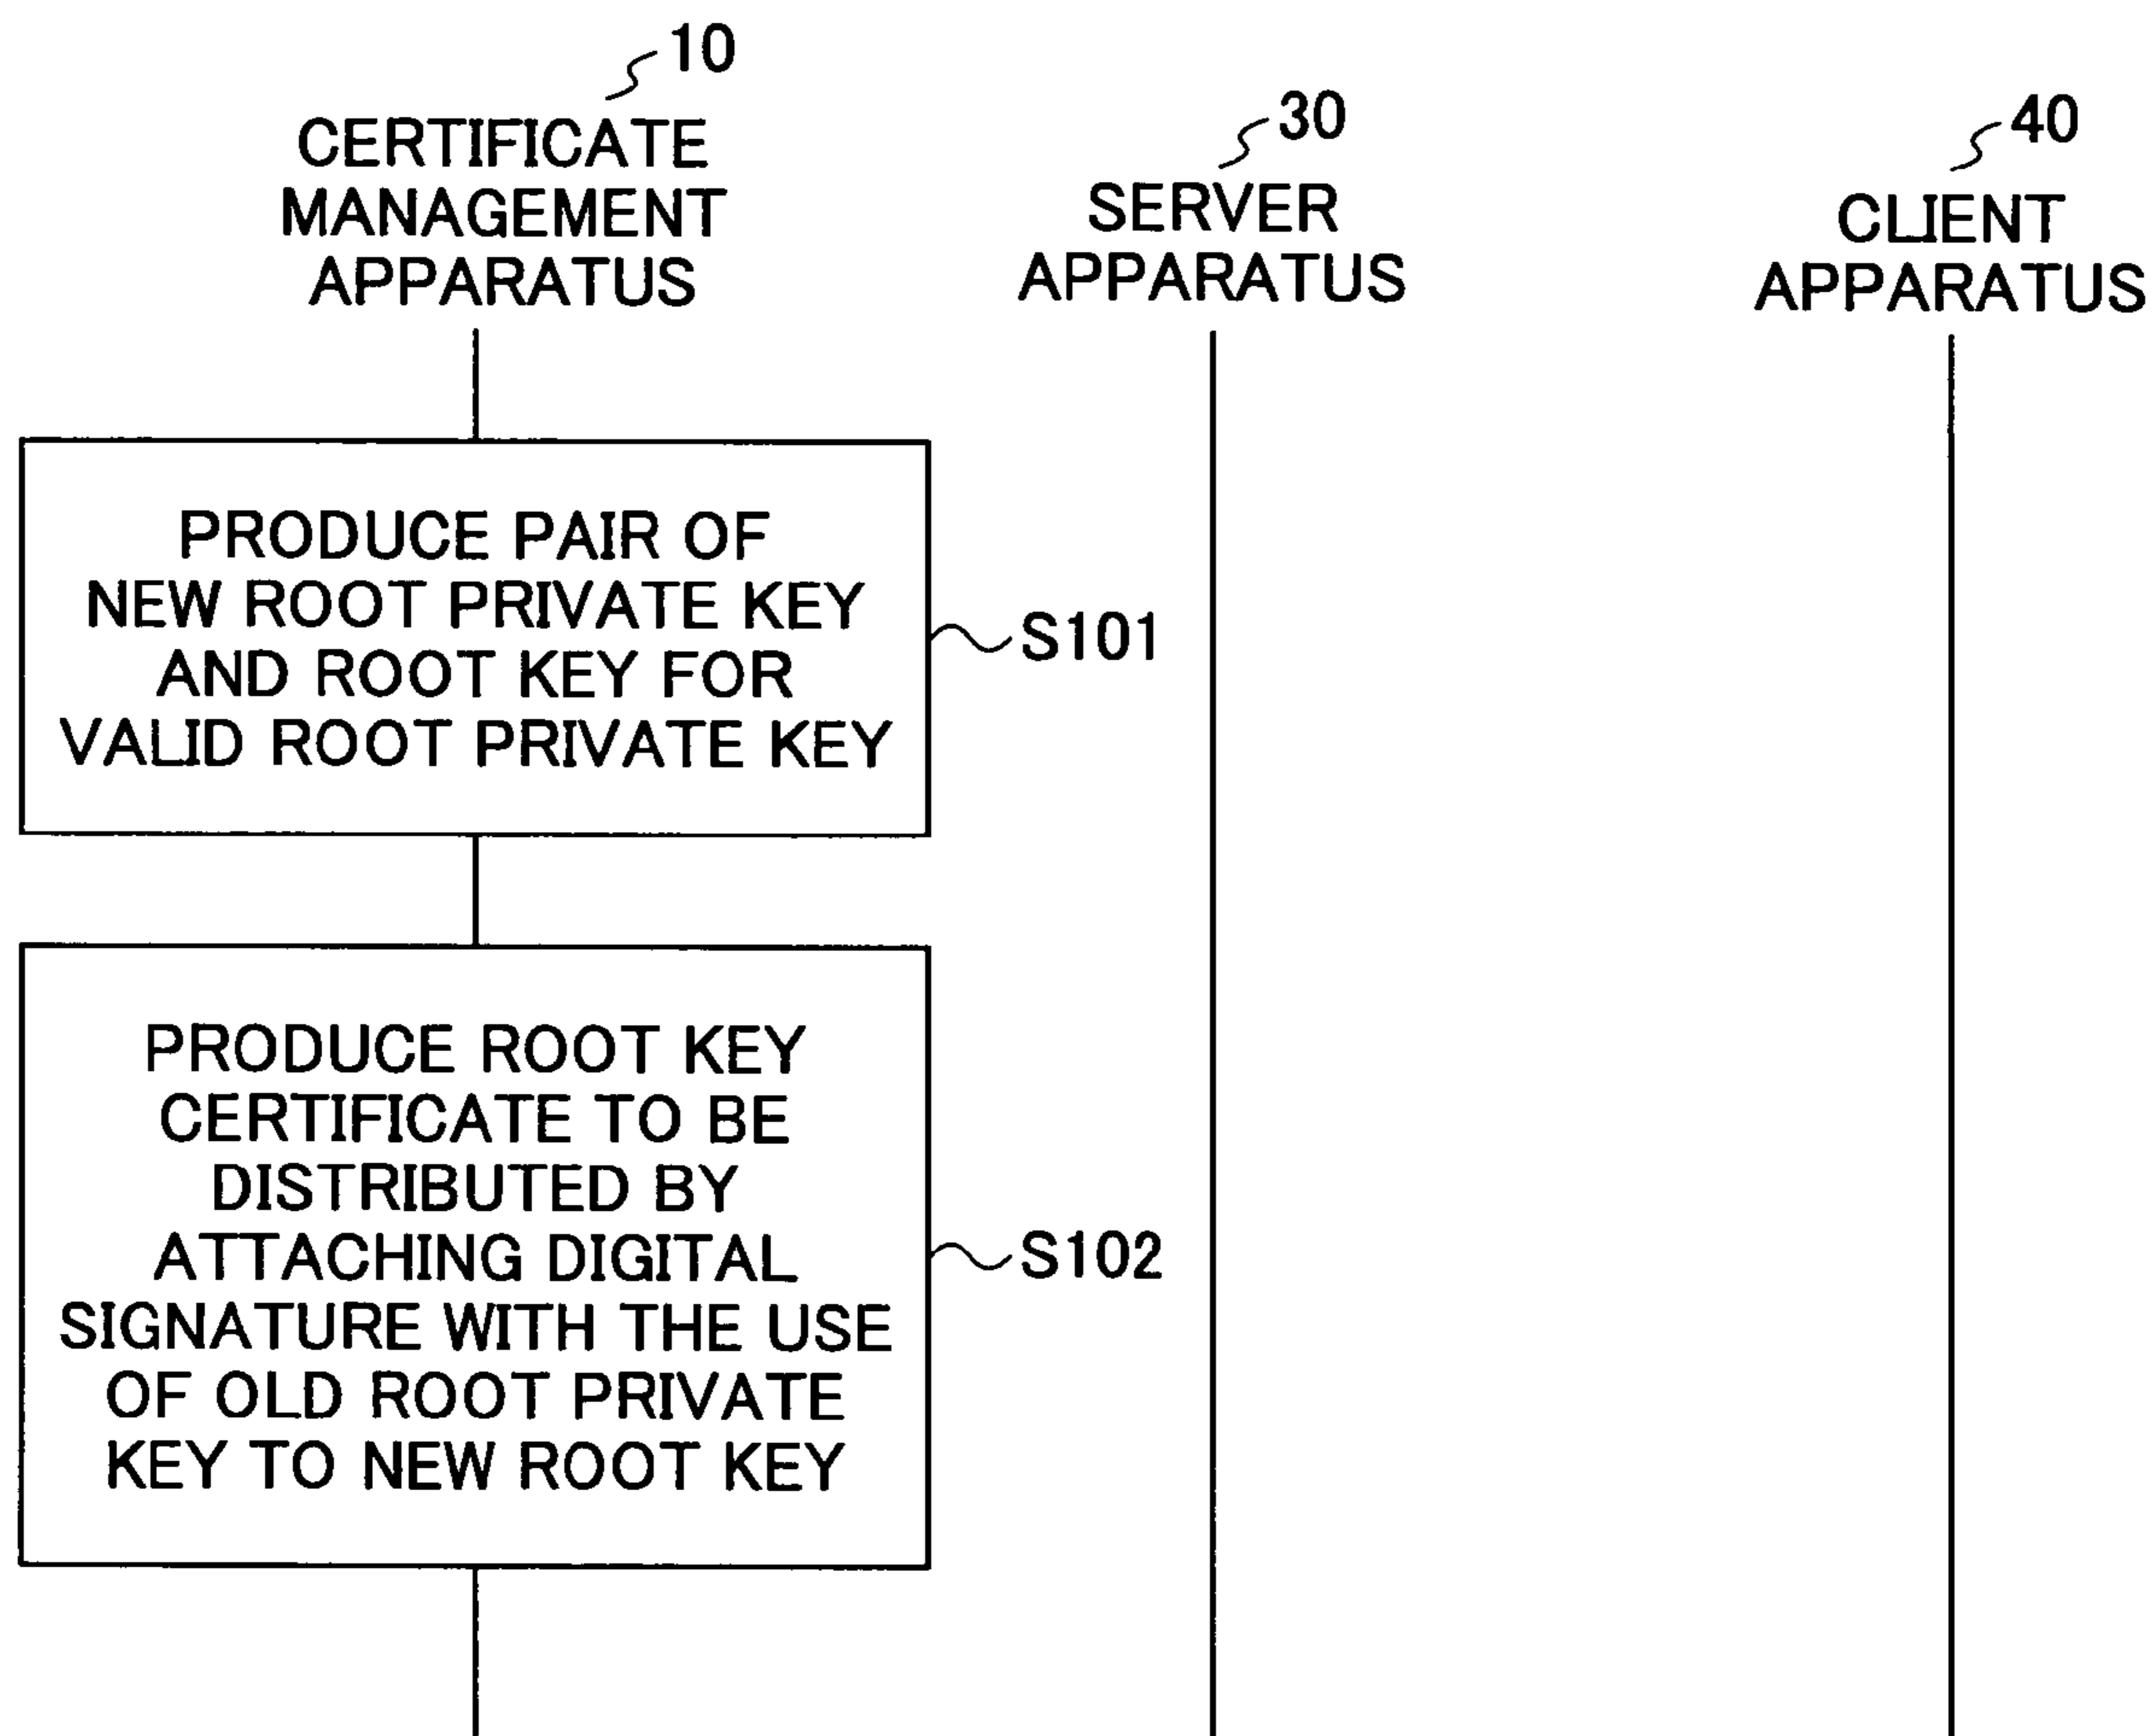 10
CERTIFICATE
MANAGEMENT
APPARATUS
30
SERVER
APPARATUS
40
CLIENT
APPARATUS
PRODUCE PAIR OF
NEW ROOT PRIVATE KEY
AND ROOT KEY FOR
VALID ROOT PRIVATE KEY
S101
PRODUCE ROOT KEY
CERTIFICATE TO BE
DISTRIBUTED BY
ATTACHING DIGITAL
SIGNATURE WITH THE USE
OF OLD ROOT PRIVATE
KEY TO NEW ROOT KEY
S102